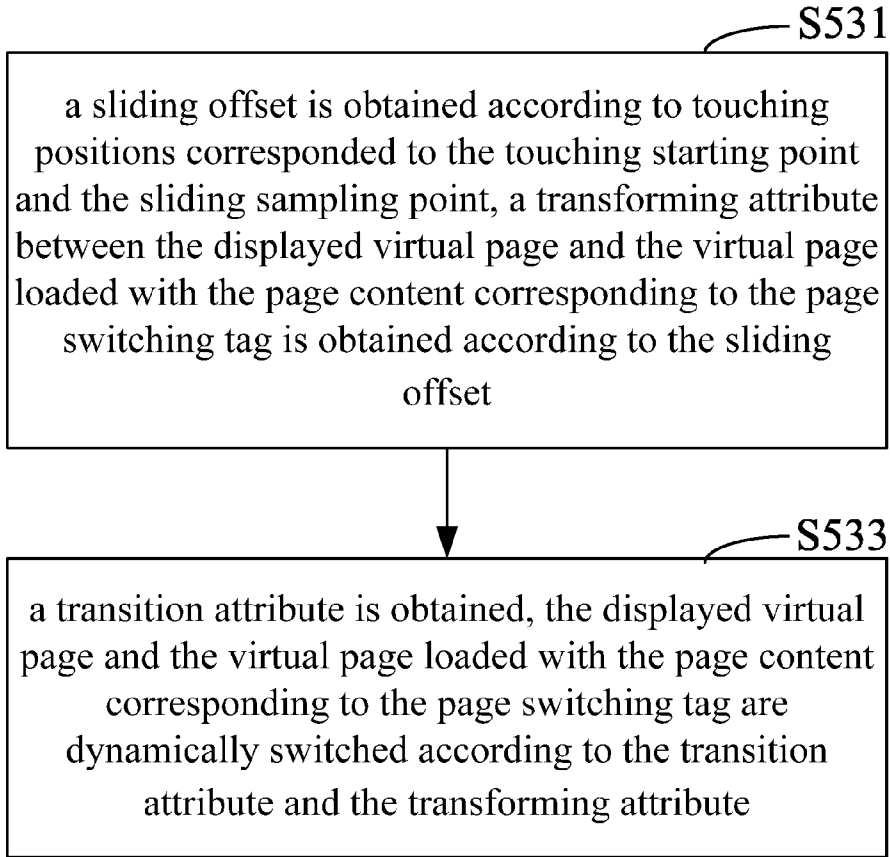 S531
a sliding offset is obtained according to touching
positions corresponded to the touching starting point
and the sliding sampling point, a transforming attribute
between the displayed virtual page and the virtual page
loaded with the page content corresponding to the page
switching tag is obtained according to the sliding
offset
S533
a transition attribute is obtained, the displayed virtual
page and the virtual page loaded with the page content
corresponding to the page switching tag are
dynamically switched according to the transition
attribute and the transforming attribute